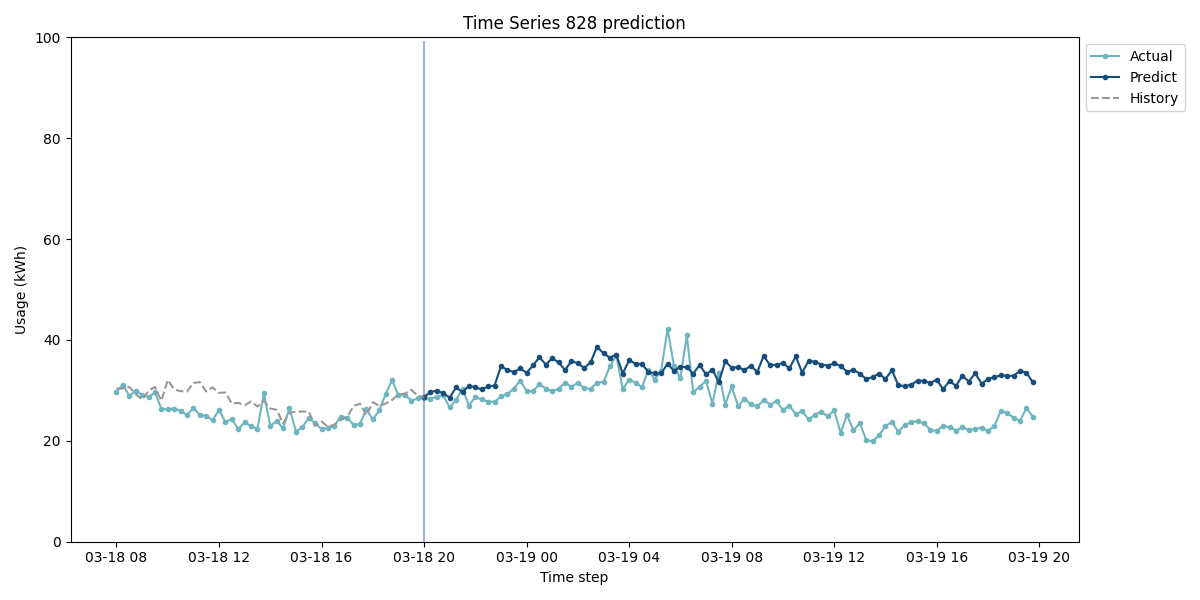 Time Series 828 prediction
100
80
60
40
20
0
Usage (kWh)
03-18 08
03-18 12
03-18 16
03-18 20
03-19 00
03-19 04
03-19 08
03-19 12
03-19 16
03-19 20
Time step
Actual
Predict
History